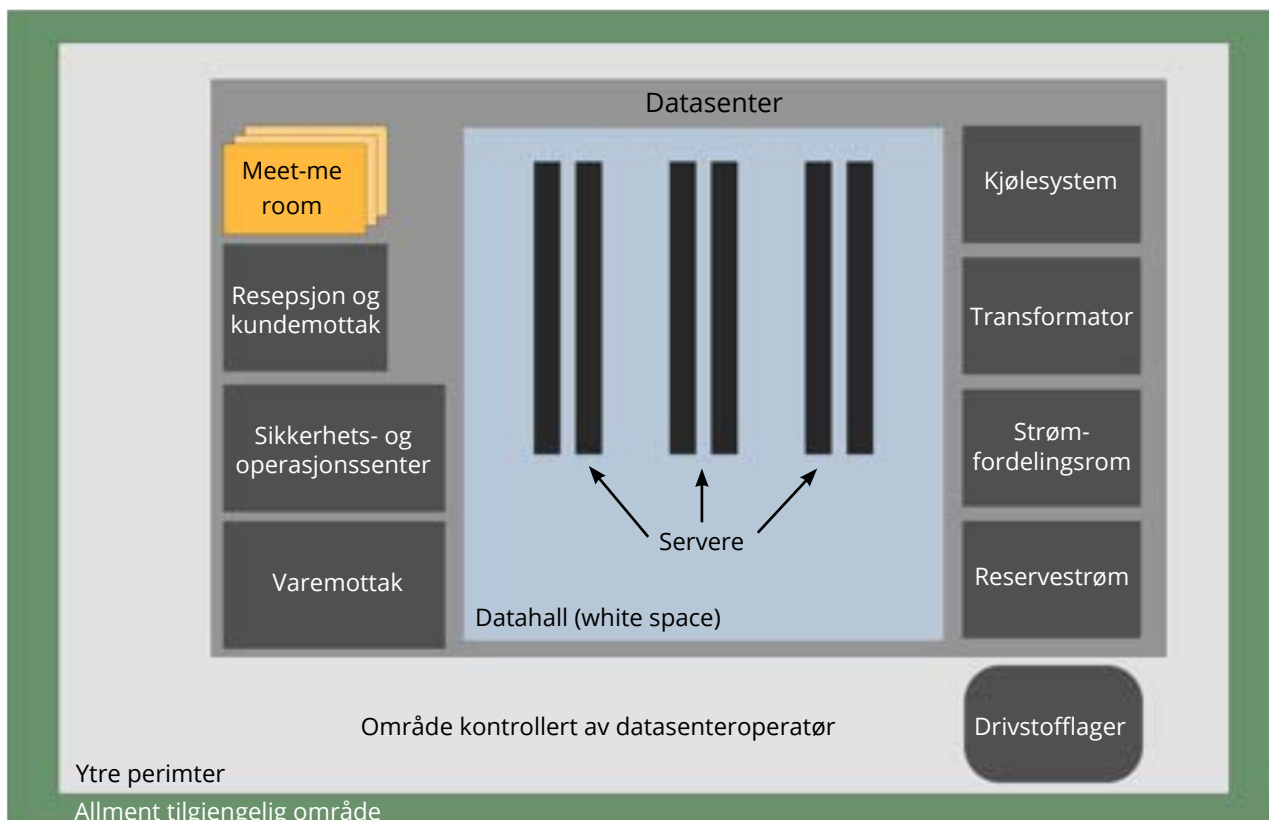 Datasenter
Meet-me
room
Resepsjon og
kundemottak
Sikkerhets- og
operasjonssenter
Varemottak
Servere
Datahall (white space)
Kjølesystem
Transformator
Strøm-
fordelingsrom
Reservestrøm
Område kontrollert av datasenteroperatør
Drivstofflager
Ytre perimter
Allment tilgjengelig område